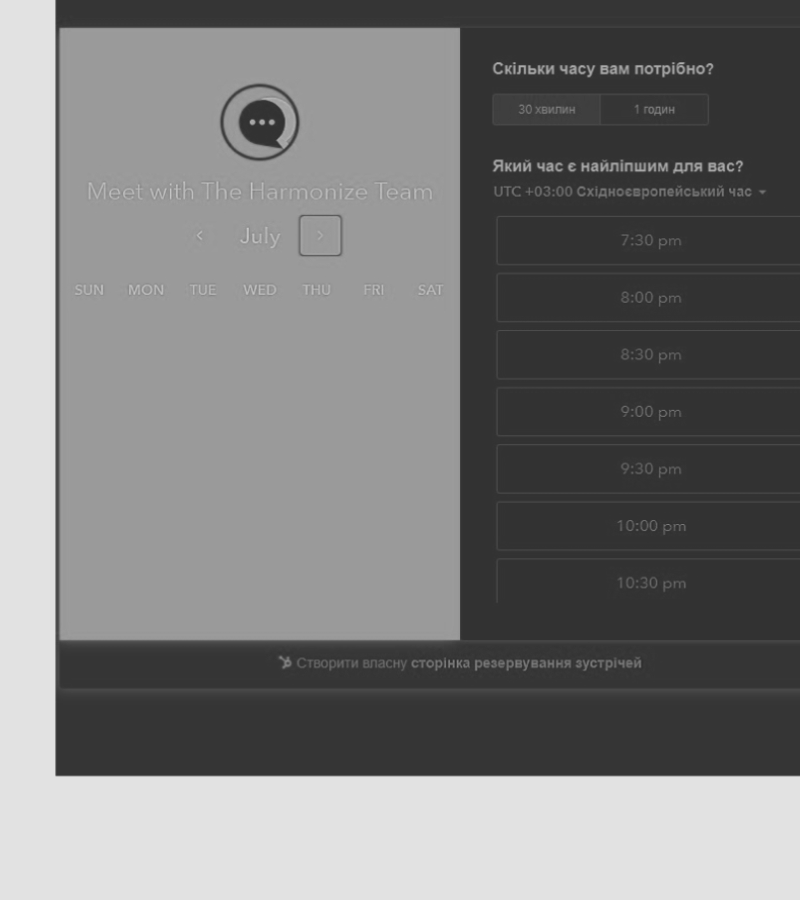 Meet with The Harmonize Team
July
SUN MON TUE WED THU FRI SAT
Скільки часу вам потрібно?
30 хвилин 1 годин
Який час є найліпшим для вас?
UTC +03:00 Східноєвропейський час
7:30 pm
8:00 pm
8:30 pm
9:00 pm
9:30 pm
10:00 pm
10:30 pm
Створити власну сторінка резервування зустрічей